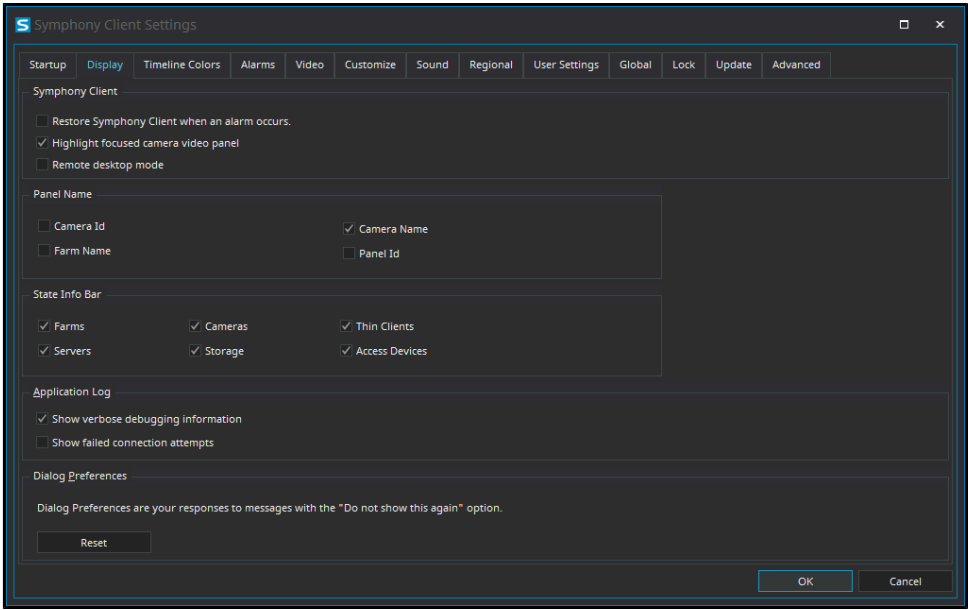 S Symphony Client Settings
Startup Display Timeline Colors Alarms Video Customize Sound Regional User Settings Global Lock Update Advanced
Symphony Client
Restore Symphony Client when an alarm occurs.
Highlight focused camera video panel
Remote desktop mode
Panel Name
Camera Id Camera Name
Farm Name Panel Id
State Info Bar
Farms Cameras Thin Clients
Servers Storage Access Devices
Application Log
Show verbose debugging information
Show failed connection attempts
Dialog Preferences
Dialog Preferences are your responses to messages with the "Do not show this again" option.
Reset
OK Cancel